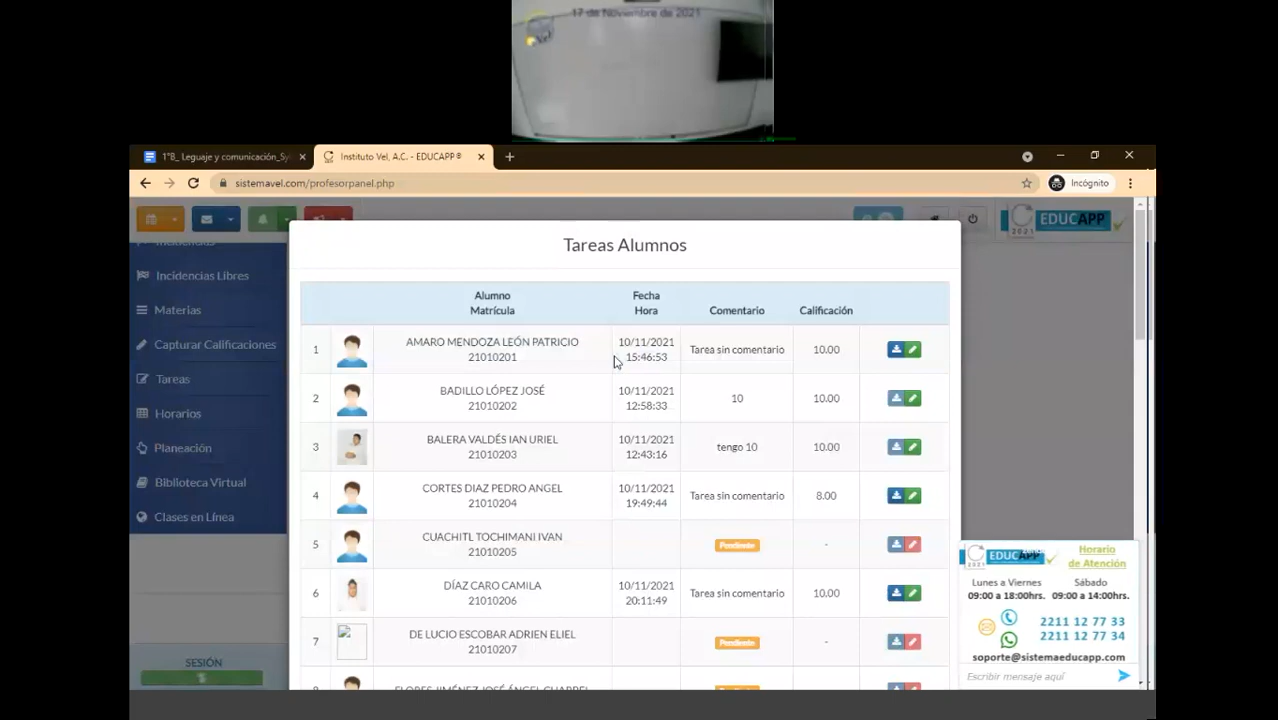 17 de Noviembre de 2021
1°B_ Leguaje y comunicación_Syl
Instituto Vel, A.C. - EDUCAPP®
sistemavel.com/profesorpanel.php
Incógnito
EDUCAPP
2021
Incidencias
Incidencias Libres
Materias
Capturar Calificaciones
Tareas
Horarios
Planeación
Biblioteca Virtual
Clases en Línea
SESIÓN
Tareas Alumnos
Alumno
Matrícula
Fecha
Hora
Comentario
Calificación
1
AMARO MENDOZA LEÓN PATRICIO
21010201
10/11/2021
15:46:53
Tarea sin comentario
10.00
2
BADILLO LÓPEZ JOSÉ
21010202
10/11/2021
12:58:33
10
10.00
3
BALERA VALDÉS IAN URIEL
21010203
10/11/2021
12:43:16
tengo 10
10.00
4
CORTES DIAZ PEDRO ANGEL
21010204
10/11/2021
19:49:44
Tarea sin comentario
8.00
5
CUACHITL TOCHIMANI IVAN
21010205
Pendiente
-
6
DÍAZ CARO CAMILA
21010206
10/11/2021
20:11:49
Tarea sin comentario
10.00
7
DE LUCIO ESCOBAR ADRIEN ELIEL
21010207
Pendiente
-
EDUCAPP
2021
Horario
de Atención
Lunes a Viernes
09:00 a 18:00hrs.
Sábado
09:00 a 14:00hrs.
2211 12 77 33
2211 12 77 34
soporte@sistemaeducapp.com
Escribir mensaje aquí